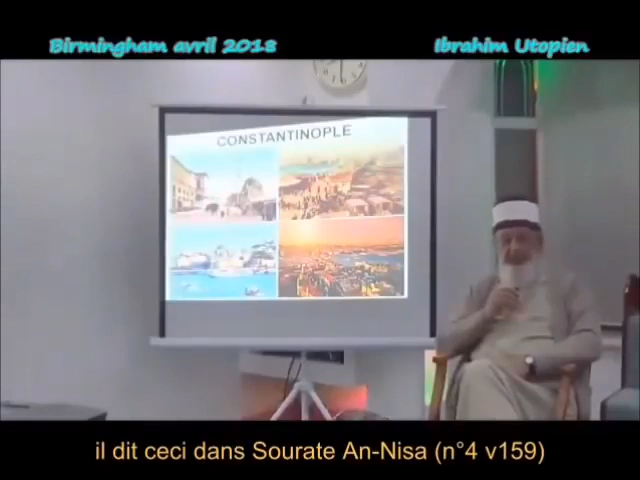 Birmingham avril 2018
Ibrahim Utopien
CONSTANTINOPLE
il dit ceci dans Sourate An-Nisa (n°4 v159)